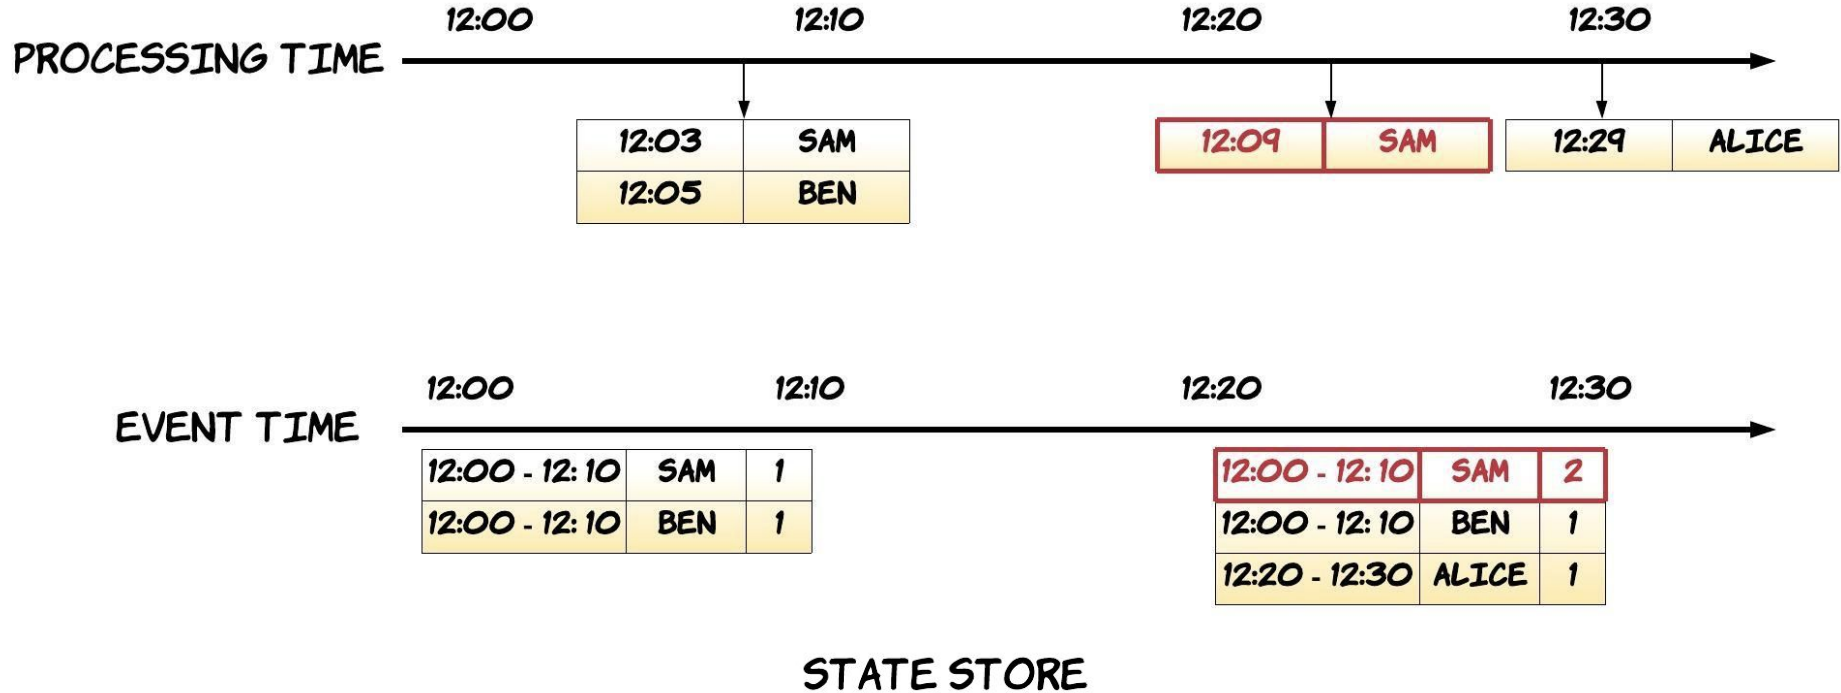 12:00 12:10 12:20 12:30
PROCESSING TIME
12:03 SAM 12:09 SAM 12:29 ALICE
12:05 BEN
12:00 12:10 12:20 12:30
EVENT TIME
12:00 - 12: 10 SAM 1 12:00 - 12: 10 SAM 2
12:00 - 12: 10 BEN 1 12:00 - 12: 10 BEN 1
12:20 - 12:30 ALICE 1
STATE STORE